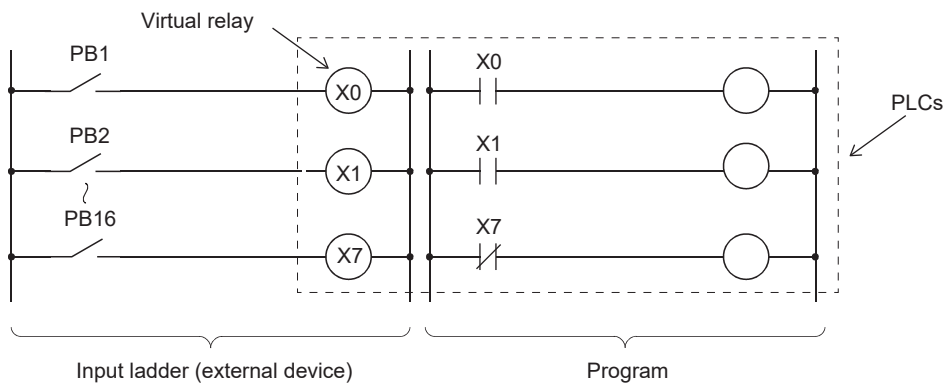 Virtual relay
PB1
X0
X0
PLCs
PB2
X1
X1
PB16
X7
X7
Input ladder (external device)
Program